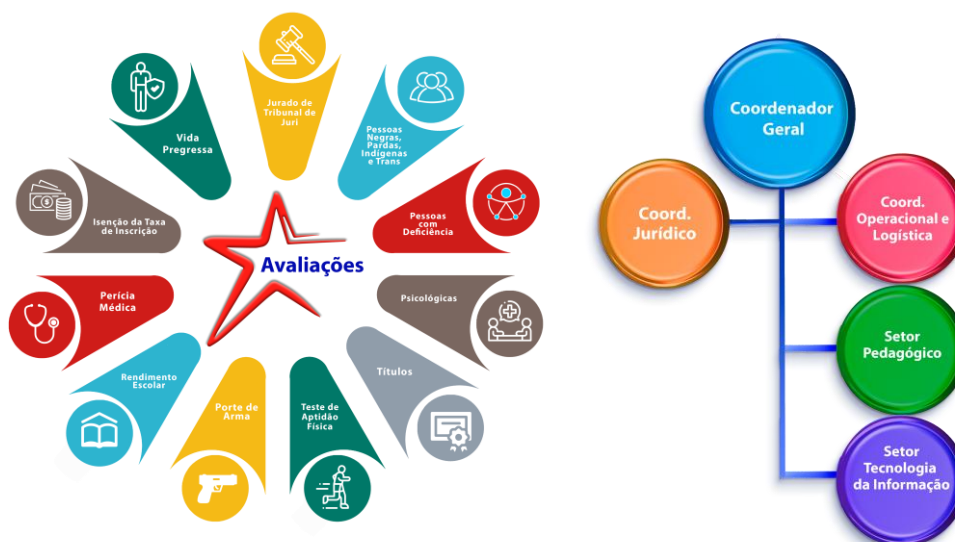 Jurado de
Tribunal de
Juri
Pessoas
Negras,
Pardas,
Indígenas
e Trans
Pessoas
com
Deficiência
Psicológicas
Títulos
Teste de
Aptidão
Física
Porte de
Arma
Rendimento
Escolar
Perícia
Médica
Isenção da Taxa
de Inscrição
Vida
Pregressa
Avaliações
Coordenador
Geral
Coord.
Jurídico
Coord.
Operacional e
Logística
Setor
Pedagógico
Setor
Tecnologia
da Informação